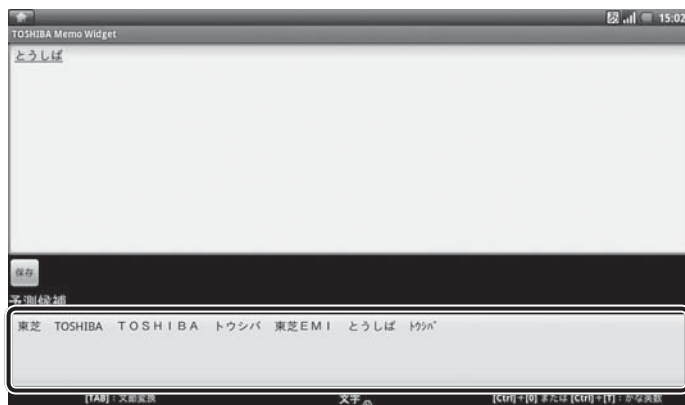 15:02
TOSHIBA Memo Widget
とうしば
保存
予測候補
東芝 TOSHIBA ＴＯＳＨＩＢＡ トウシバ 東芝ＥＭＩ とうしば ﾄｳｼﾊﾞ
[TAB]：文節変換 文字 [Ctrl]+[0] または [Ctrl]+[T]：かな英数